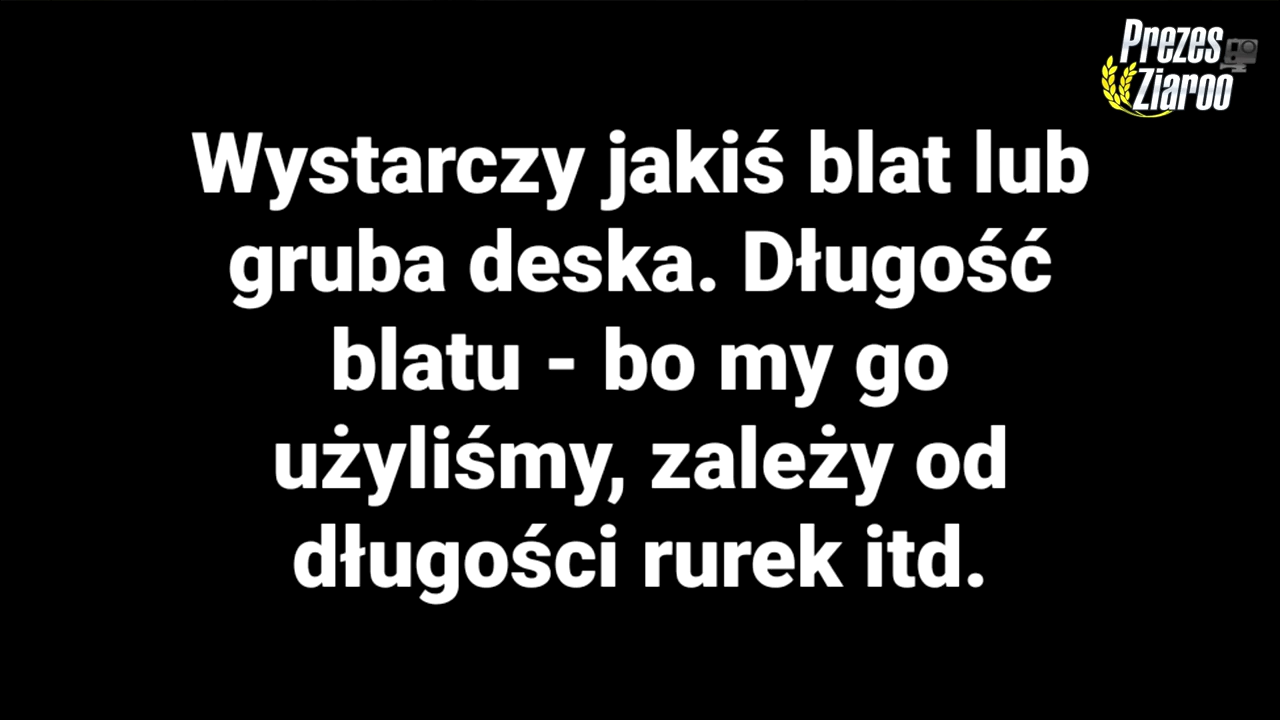 Prezes
Ziaroo
Wystarczy jakiś blat lub
gruba deska. Długość
blatu - bo my go
użyliśmy, zależy od
długości rurek itd.